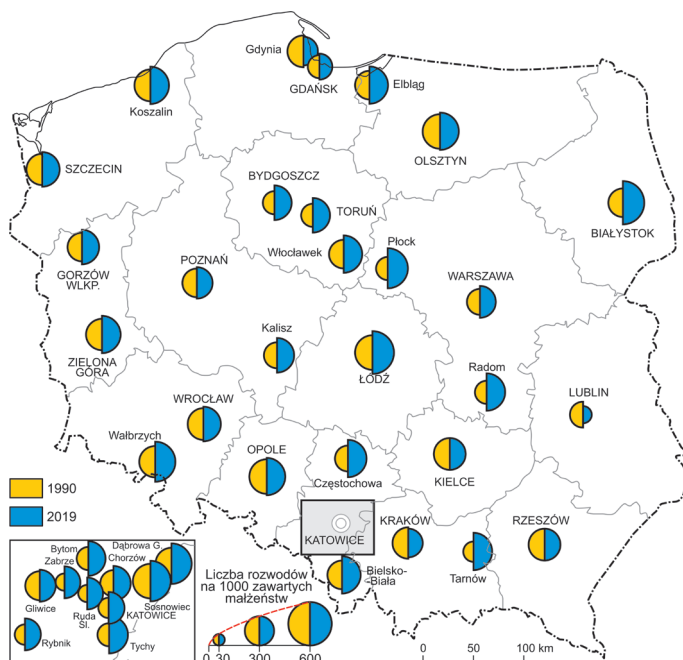 Gdynia
GDAŃSK
Elbląg
Koszalin
OLSZTYN
SZCZECIN
BYDGOSZCZ
TORUŃ
BIAŁYSTOK
Włocławek
Płock
GORZÓW
WLKP.
POZNAŃ
WARSZAWA
Kalisz
ZIELONA
GÓRA
ŁÓDŹ
Radom
LUBLIN
WROCŁAW
Wałbrzych
OPOLE
Częstochowa
KIELCE
1990
2019
KATOWICE
KRAKÓW
RZESZÓW
Bielsko-
Biała
Tarnów
Dąbrowa G.
Bytom
Chorzów
Zabrze
Gliwice
Ruda
Śl.
KATOWICE
Sosnowiec
Rybnik
Tychy
Liczba rozwodów
na 1000 zawartych
małżeństw
0 30 300 600
0 50 100 km